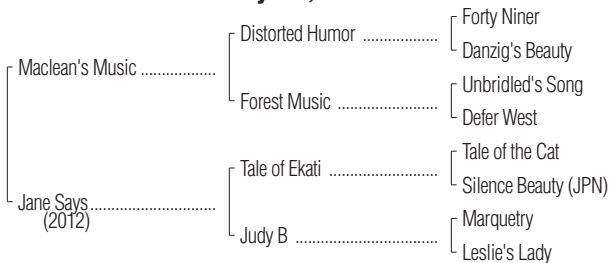 Forty Niner
Distorted Humor ..................
Danzig's Beauty
Maclean's Music ..................
Unbridled's Song
Forest Music ........................
Defer West
Tale of the Cat
Tale of Ekati ..........................
Silence Beauty (JPN)
Jane Says ..............................
(2012)
Marquetry
Judy B ..................................
Leslie's Lady